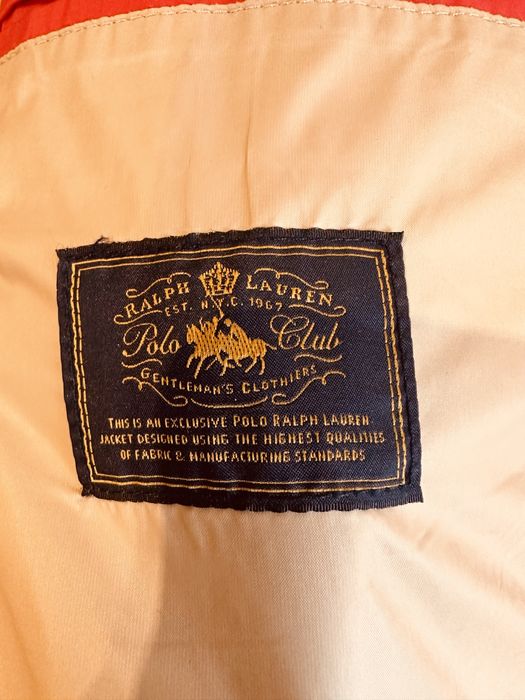 RALPH LAUREN
EST. N.Y.C. 1967
Polo Club
GENTLEMAN'S CLOTHIERS
THIS IS AN EXCLUSIVE POLO RALPH LAUREN
JACKET DESIGNED USING THE HIGHEST QUALITIES
OF FABRIC & MANUFACTURING STANDARDS